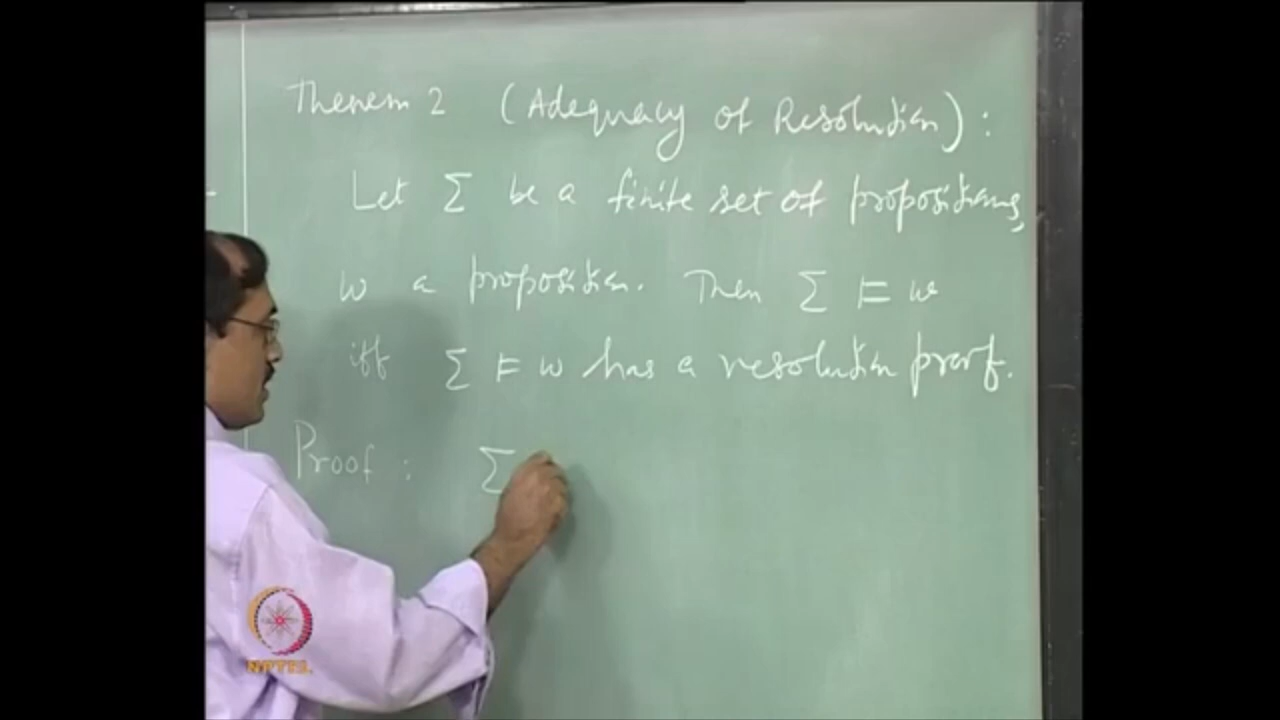 Theorem 2 (Adequacy of Resolution):
Let Σ be a finite set of propositions,
w a proposition. Then Σ ⊨ w
iff Σ ⊨ w has a resolution proof.
Proof: Σ
NPTEL